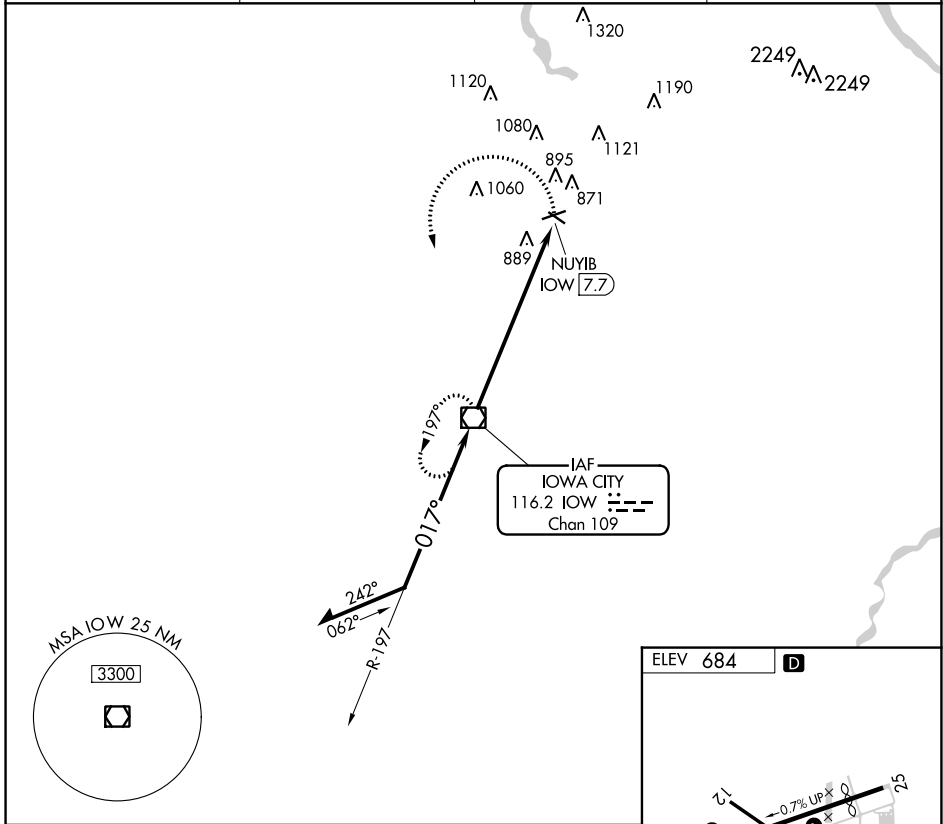 1320
2249
2249
1120
1190
1080
1121
895
1060
871
889
NUYIB
IOW 7.7
197°
IAF
IOWA CITY
116.2 IOW
Chan 109
017°
242°
062°
R-197
MSA IOW 25 NM
3300
ELEV 684
D
12
0.7% UP
25